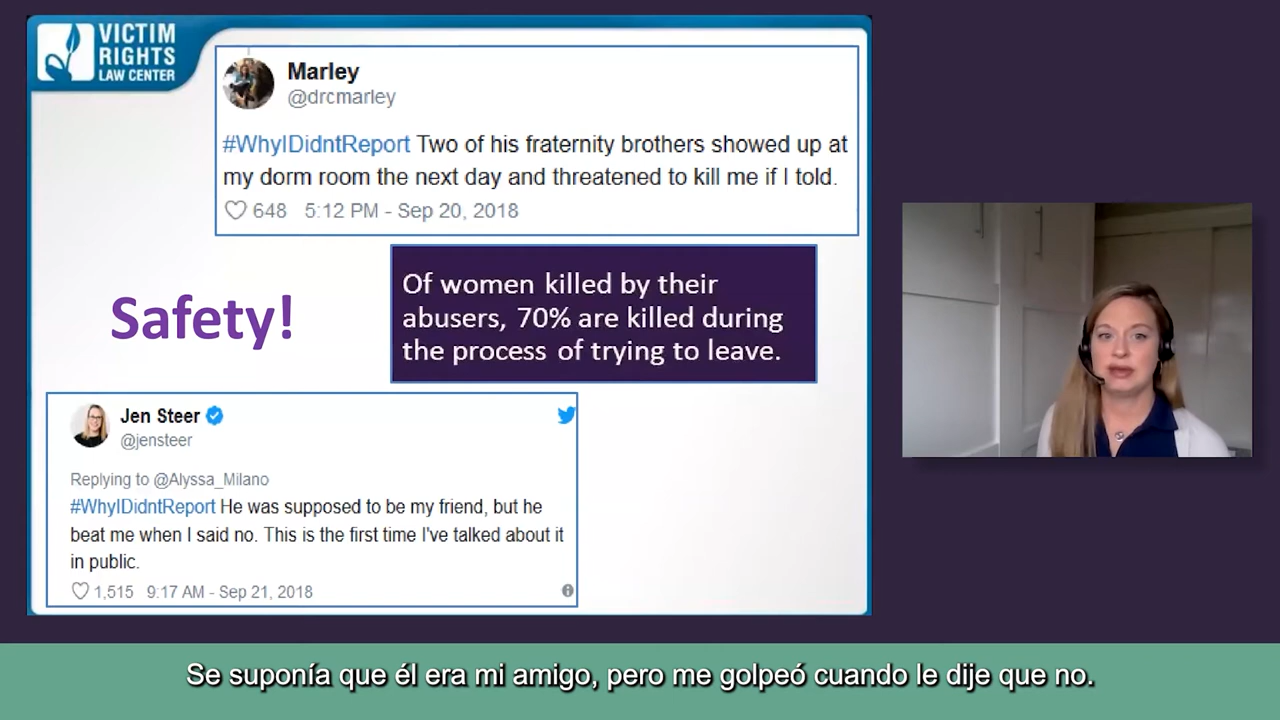 VICTIM
RIGHTS
LAW CENTER
Marley
@drcmarley
#WhyIDidntReport Two of his fraternity brothers showed up at
my dorm room the next day and threatened to kill me if I told.
648 5:12 PM - Sep 20, 2018
Safety!
Of women killed by their
abusers, 70% are killed during
the process of trying to leave.
Jen Steer
@jensteer
Replying to @Alyssa_Milano
#WhyIDidntReport He was supposed to be my friend, but he
beat me when I said no. This is the first time I've talked about it
in public.
1,515 9:17 AM - Sep 21, 2018
Se suponía que él era mi amigo, pero me golpeó cuando le dije que no.